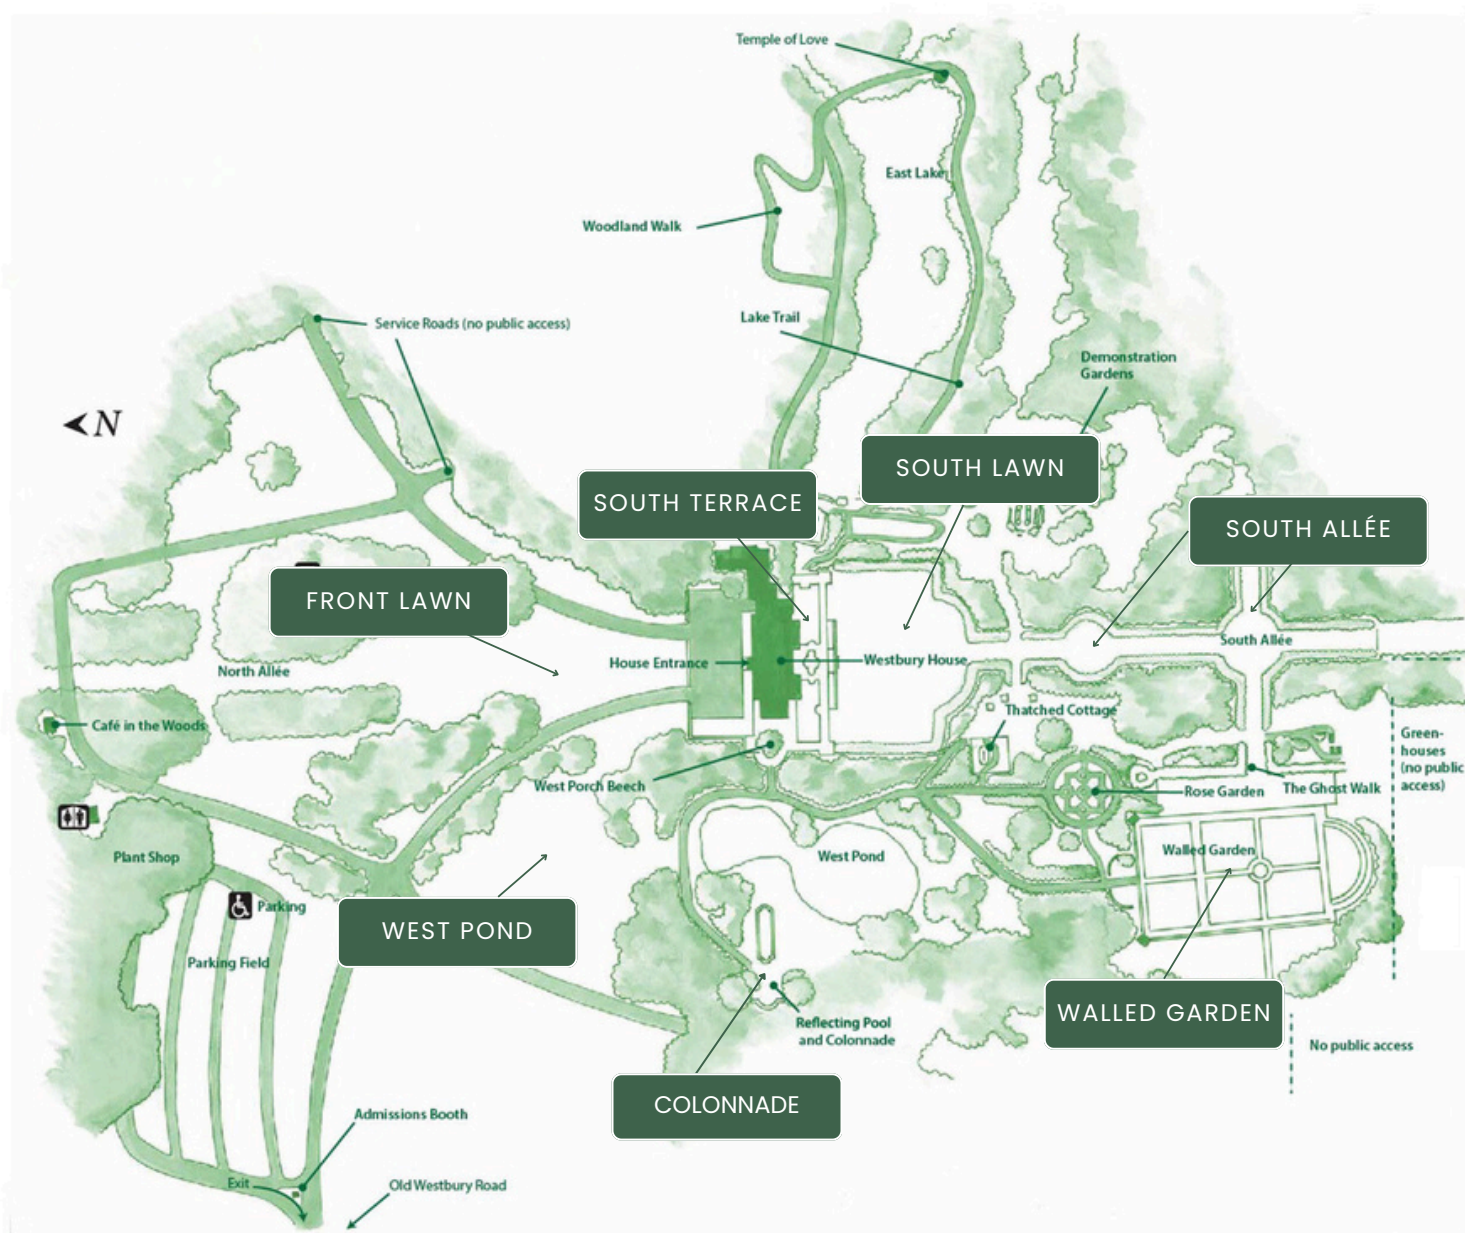 Temple of Love
East Lake
Woodland Walk
Lake Trail
Service Roads (no public access)
Demonstration
Gardens
N
SOUTH LAWN
SOUTH TERRACE
SOUTH ALLÉE
FRONT LAWN
South Allée
House Entrance
Westbury House
North Allée
Thatched Cottage
Café in the Woods
Green-
houses
(no public
access)
West Porch Beech
Rose Garden
The Ghost Walk
Plant Shop
West Pond
Walled Garden
Parking
WEST POND
Parking Field
WALLED GARDEN
Reflecting Pool
and Colonnade
No public access
COLONNADE
Admissions Booth
Exit
Old Westbury Road